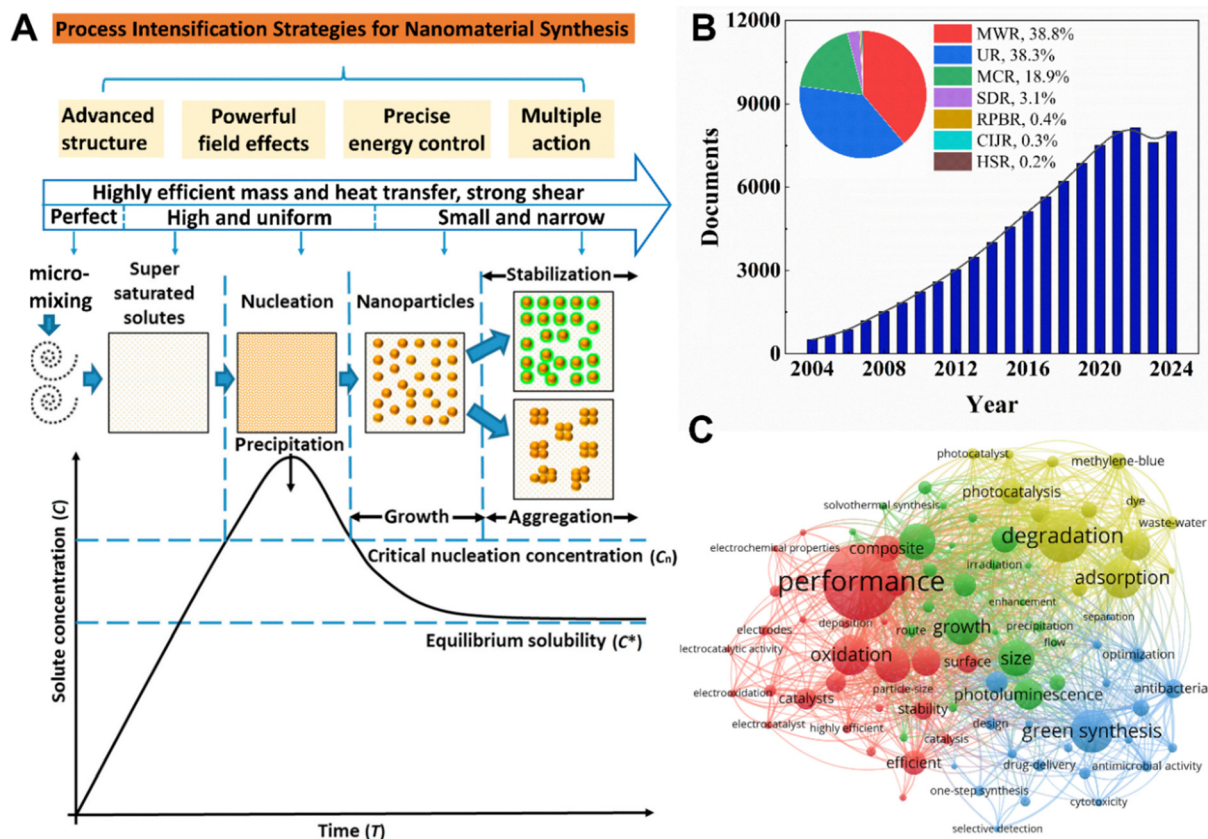 A
Process Intensification Strategies for Nanomaterial Synthesis
Advanced
structure
Powerful
field effects
Precise
energy control
Multiple
action
Highly efficient mass and heat transfer, strong shear
Perfect
High and uniform
Small and narrow
micro-
mixing
Super
saturated
solutes
Nucleation
Nanoparticles
Stabilization
Precipitation
Growth
Aggregation
Critical nucleation concentration (Cn)
Equilibrium solubility (C*)
Solute concentration (C)
Time (T)
B
12000
9000
6000
3000
0
Documents
MWR, 38.8%
UR, 38.3%
MCR, 18.9%
SDR, 3.1%
RPBR, 0.4%
CIJR, 0.3%
HSR, 0.2%
2004 2008 2012 2016 2020 2024
Year
C
photocatalyst
methylene-blue
photocatalysis
dye
solvothermal synthesis
waste-water
degradation
electrochemical properties
composite
irradiation
adsorption
performance
enhancement
separation
deposition
precipitation
electrodes
route
growth
flow
lectrocatalytic activity
oxidation
surface
size
optimization
electrooxidation
catalysts
particle-size
photoluminescence
antibacteria
stability
electrocatalyst
highly efficient
design
green synthesis
catalysis
efficient
drug-delivery
antimicrobial activity
one-step synthesis
cytotoxicity
selective detection